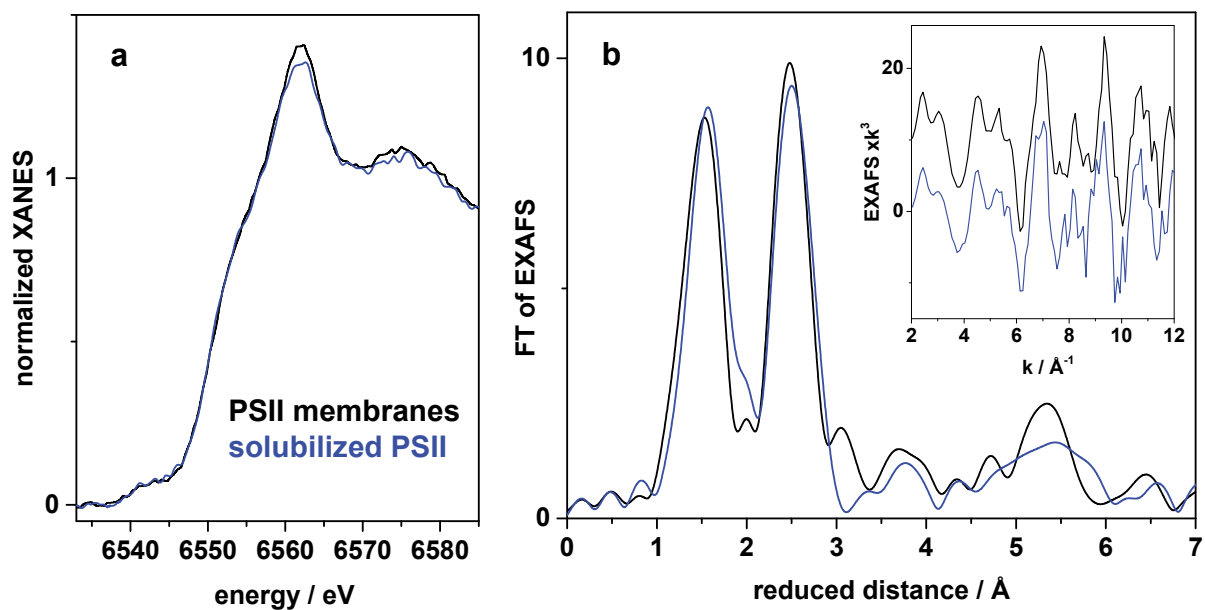 a
normalized XANES
1
0
PSII membranes
solubilized PSII
6540 6550 6560 6570 6580
energy / eV
b
FT of EXAFS
10
0
0 1 2 3 4 5 6 7
reduced distance / Å
EXAFS xk³
20
0
2 4 6 8 10 12
k / Å⁻¹